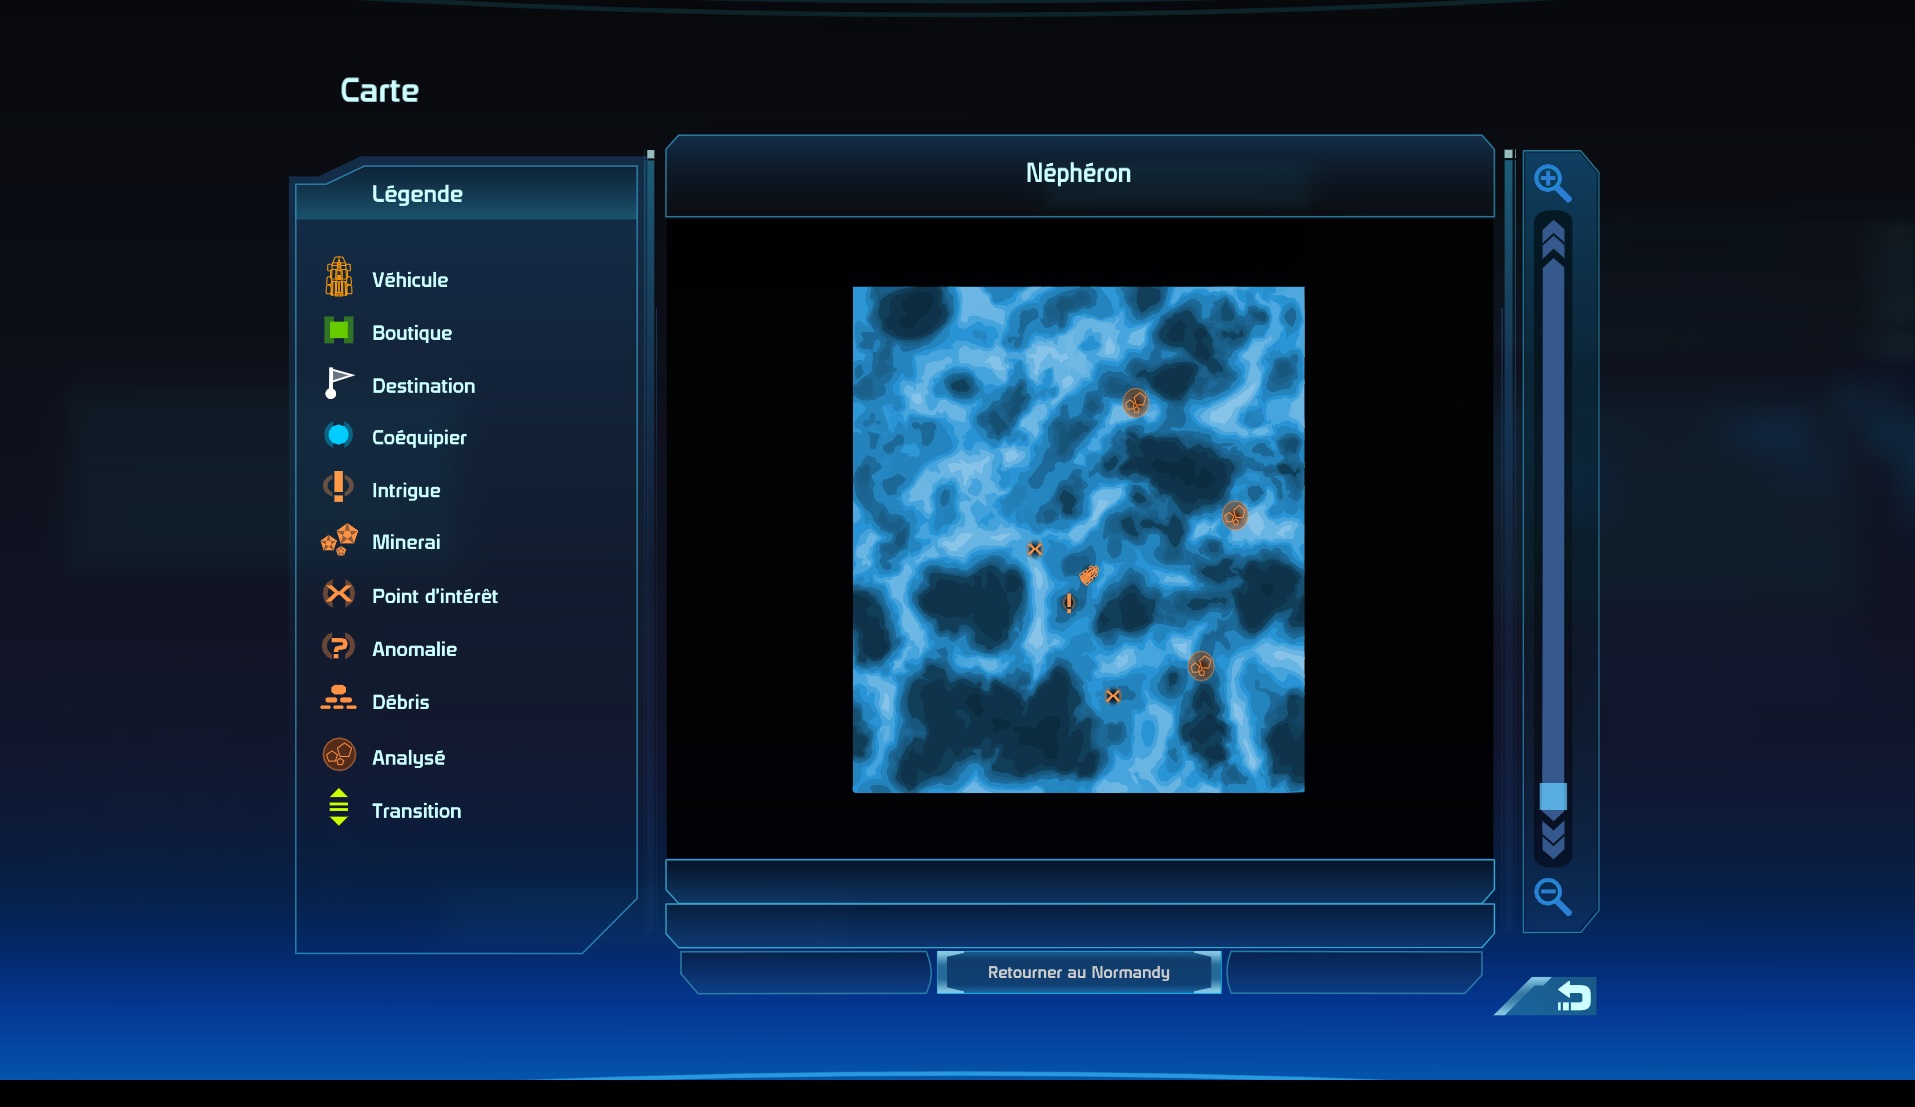 Carte
Légende
Véhicule
Boutique
Destination
Coéquipier
Intrigue
Minerai
Point d'intérêt
Anomalie
Débris
Analysé
Transition
Néphéron
Retourner au Normandy